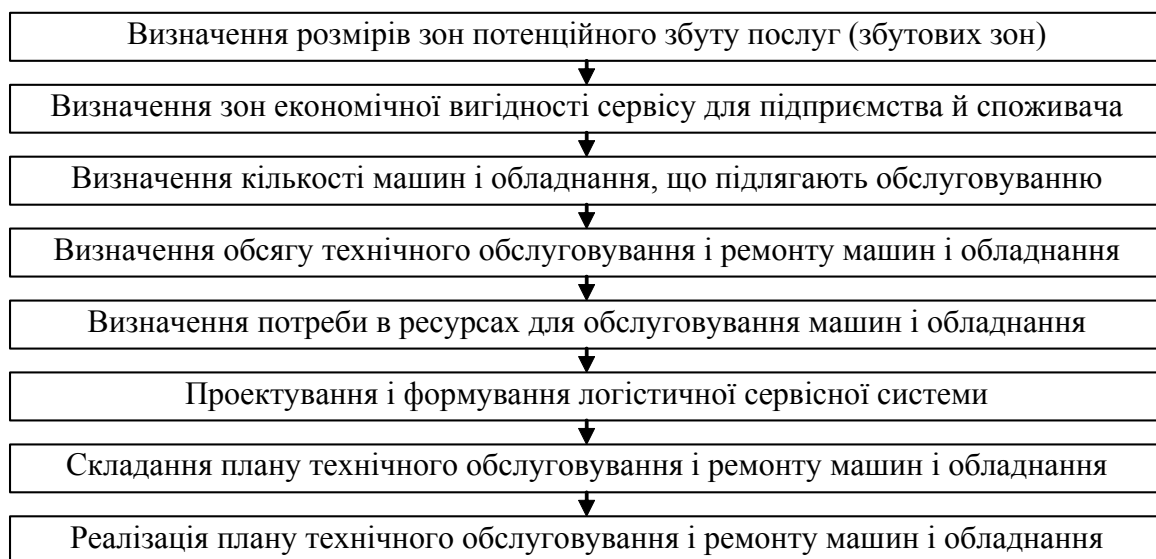 Визначення розмірів зон потенційного збуту послуг (збутових зон)
Визначення зон економічної вигідності сервісу для підприємства й споживача
Визначення кількості машин і обладнання, що підлягають обслуговуванню
Визначення обсягу технічного обслуговування і ремонту машин і обладнання
Визначення потреби в ресурсах для обслуговування машин і обладнання
Проектування і формування логістичної сервісної системи
Складання плану технічного обслуговування і ремонту машин і обладнання
Реалізація плану технічного обслуговування і ремонту машин і обладнання